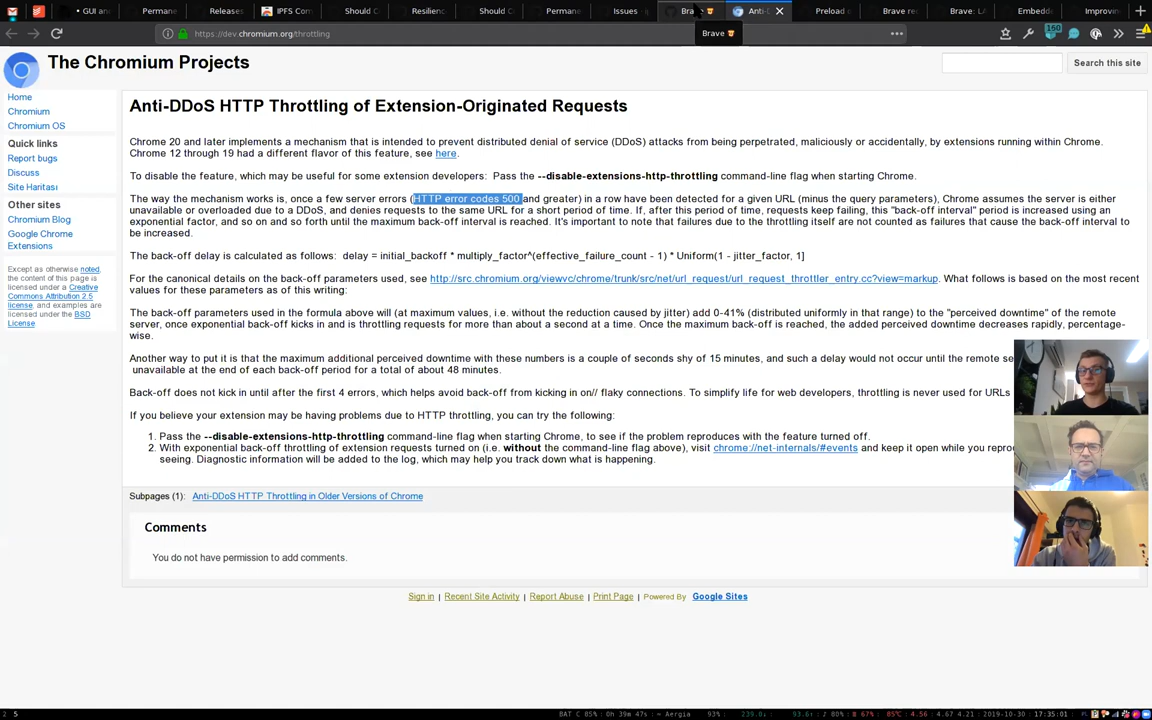 GUI and
Permane
Releases
IPFS Com
Should C
Resilienc
Should C
Permane
Issues
Bra
Anti-D
Preload
Brave rec
Brave: LA
Embedde
Improvin
https://dev.chromium.org/throttling
Brave
150
The Chromium Projects
Search this site
Home
Chromium
Chromium OS
Quick links
Report bugs
Discuss
Site Haritası
Other sites
Chromium Blog
Google Chrome
Extensions
Except as otherwise noted,
the content of this page is
licensed under a Creative
Commons Attribution 2.5
license, and examples are
licensed under the BSD
License
Anti-DDoS HTTP Throttling of Extension-Originated Requests
Chrome 20 and later implements a mechanism that is intended to prevent distributed denial of service (DDoS) attacks from being perpetrated, maliciously or accidentally, by extensions running within Chrome.
Chrome 12 through 19 had a different flavor of this feature, see here.
To disable the feature, which may be useful for some extension developers: Pass the --disable-extensions-http-throttling command-line flag when starting Chrome.
The way the mechanism works is, once a few server errors (HTTP error codes 500 and greater) in a row have been detected for a given URL (minus the query parameters), Chrome assumes the server is either
unavailable or overloaded due to a DDoS, and denies requests to the same URL for a short period of time. If, after this period of time, requests keep failing, this "back-off interval" period is increased using an
exponential factor, and so on and so forth until the maximum back-off interval is reached. It's important to note that failures due to the throttling itself are not counted as failures that cause the back-off interval to
be increased.
The back-off delay is calculated as follows: delay = initial_backoff * multiply_factor^(effective_failure_count - 1) * Uniform(1 - jitter_factor, 1]
For the canonical details on the back-off parameters used, see http://src.chromium.org/viewvc/chrome/trunk/src/net/url_request/url_request_throttler_entry.cc?view=markup. What follows is based on the most recent
values for these parameters as of this writing:
The back-off parameters used in the formula above will (at maximum values, i.e. without the reduction caused by jitter) add 0-41% (distributed uniformly in that range) to the "perceived downtime" of the remote
server, once exponential back-off kicks in and is throttling requests for more than about a second at a time. Once the maximum back-off is reached, the added perceived downtime decreases rapidly, percentage-
wise.
Another way to put it is that the maximum additional perceived downtime with these numbers is a couple of seconds shy of 15 minutes, and such a delay would not occur until the remote se
unavailable at the end of each back-off period for a total of about 48 minutes.
Back-off does not kick in until after the first 4 errors, which helps avoid back-off from kicking in on// flaky connections. To simplify life for web developers, throttling is never used for URLs
If you believe your extension may be having problems due to HTTP throttling, you can try the following:
1. Pass the --disable-extensions-http-throttling command-line flag when starting Chrome, to see if the problem reproduces with the feature turned off.
2. With exponential back-off throttling of extension requests turned on (i.e. without the command-line flag above), visit chrome://net-internals/#events and keep it open while you reproc
seeing. Diagnostic information will be added to the log, which may help you track down what is happening.
Subpages (1): Anti-DDoS HTTP Throttling in Older Versions of Chrome
Comments
You do not have permission to add comments.
Sign in | Recent Site Activity | Report Abuse | Print Page | Powered By Google Sites
2 5
BAT C 85% : 0h 39m 47s : Aergia 93% 67% 85℃ 4.56 4.67 4.21 2019-10-30 17:35:01